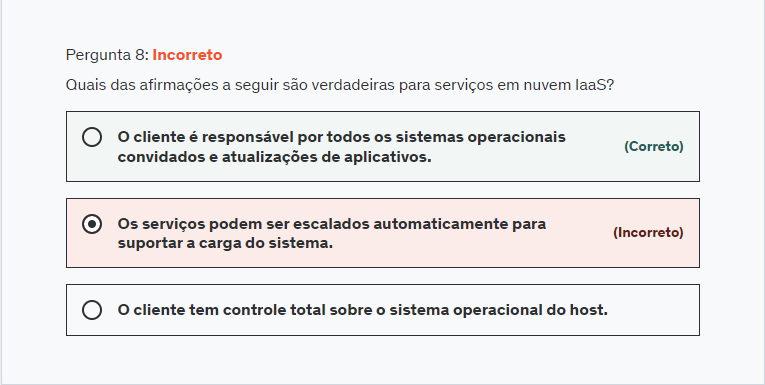 Pergunta 8: Incorreto
Quais das afirmações a seguir são verdadeiras para serviços em nuvem IaaS?
O cliente é responsável por todos os sistemas operacionais
convidados e atualizações de aplicativos.
(Correto)
Os serviços podem ser escalados automaticamente para
suportar a carga do sistema.
(Incorreto)
O cliente tem controle total sobre o sistema operacional do host.